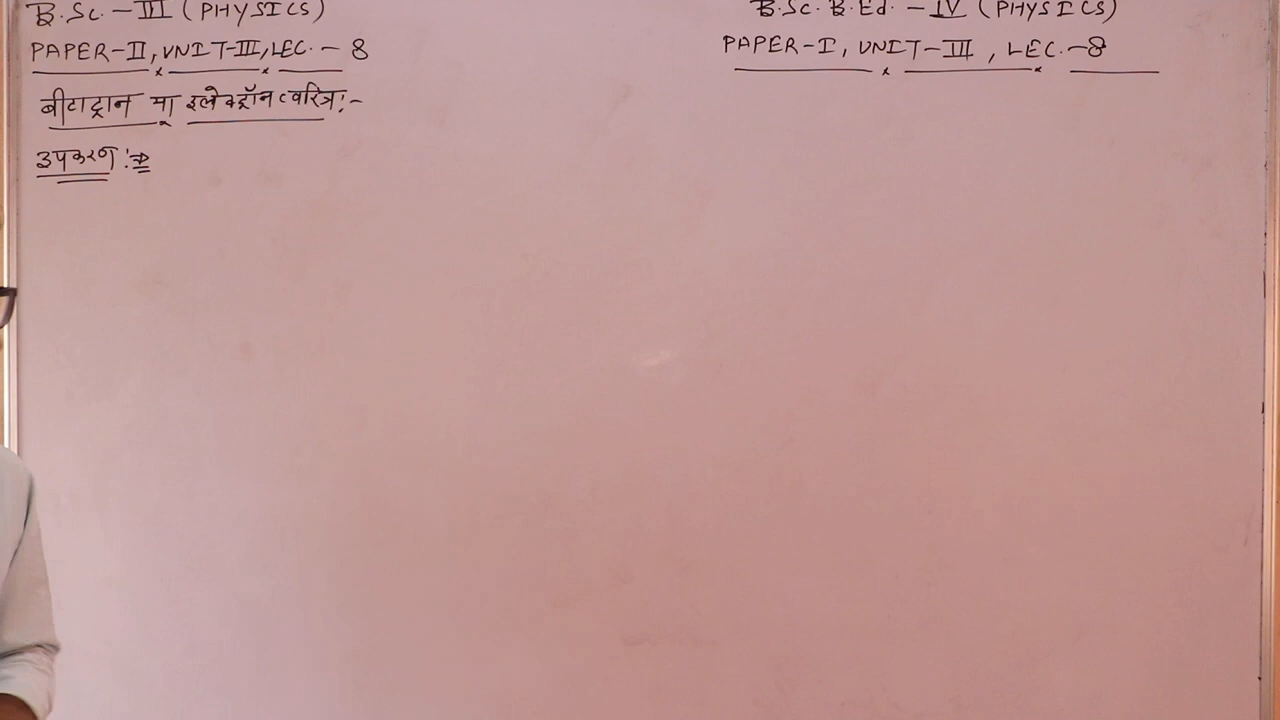 B.Sc. - III (PHYSICS)
PAPER-II, UNIT-III, LEC. - 8
बीटाट्रान या इलेक्ट्रॉन त्वरित्र:-
उपकरण :⇒
B.Sc. B.Ed. - IV (PHYSICS)
PAPER-I, UNIT-III, LEC. - 8